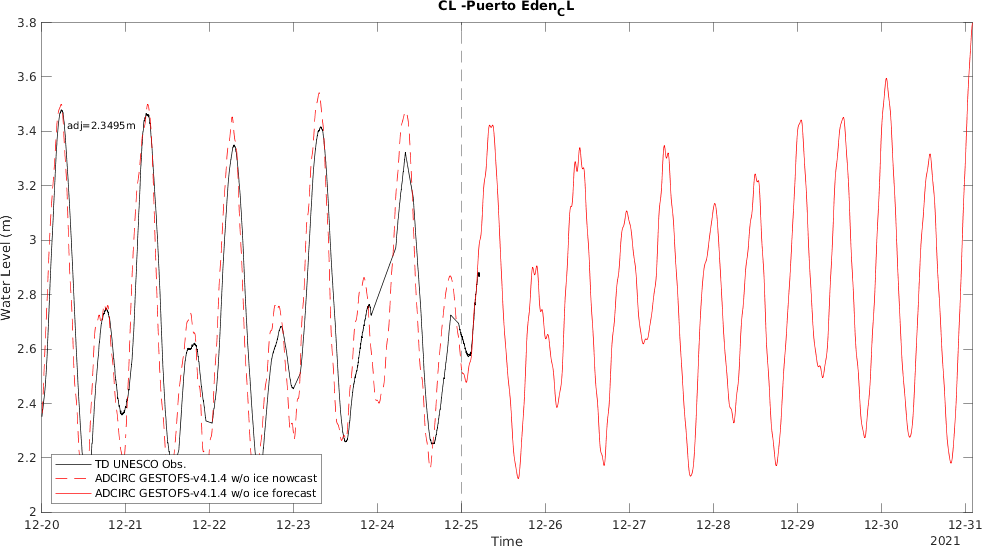 CL -Puerto Eden_CL
adj=2.3495m
Water Level (m)
3.8
3.6
3.4
3.2
3
2.8
2.6
2.4
2.2
2
TD UNESCO Obs.
ADCIRC GESTOFS-v4.1.4 w/o ice nowcast
ADCIRC GESTOFS-v4.1.4 w/o ice forecast
12-20 12-21 12-22 12-23 12-24 12-25 12-26 12-27 12-28 12-29 12-30 12-31
Time
2021